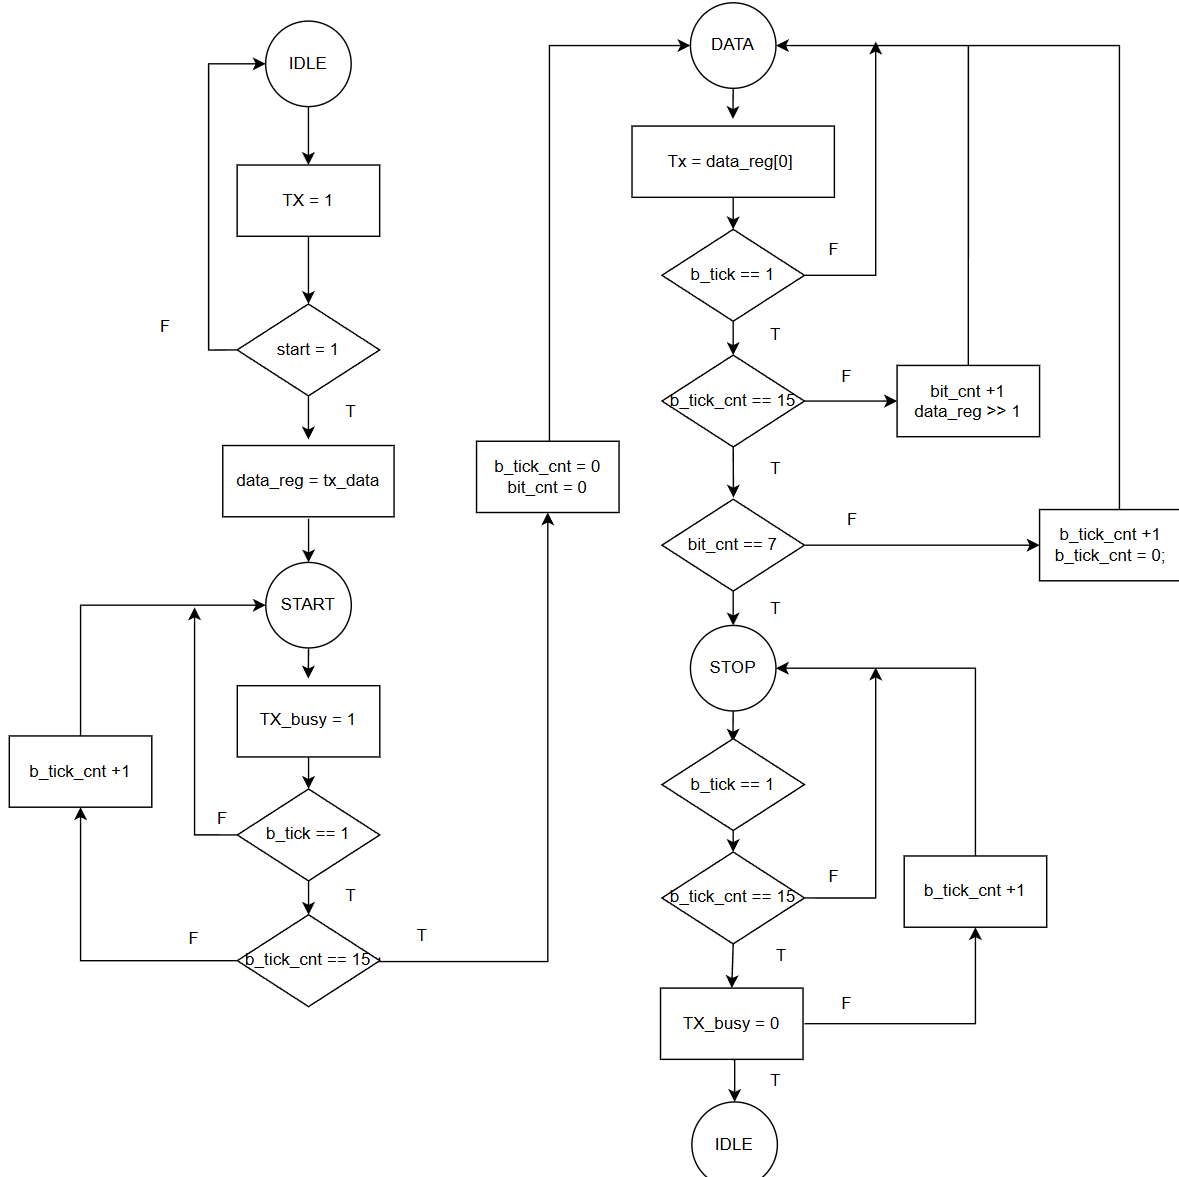 IDLE
TX = 1
start = 1
F
T
data_reg = tx_data
START
TX_busy = 1
b_tick_cnt +1
F
b_tick == 1
T
F
b_tick_cnt == 15
T
b_tick_cnt = 0
bit_cnt = 0
DATA
Tx = data_reg[0]
F
b_tick == 1
T
F
b_tick_cnt == 15
bit_cnt +1
data_reg >> 1
T
F
bit_cnt == 7
b_tick_cnt +1
b_tick_cnt = 0;
T
STOP
b_tick == 1
F
b_tick_cnt == 15
b_tick_cnt +1
T
F
TX_busy = 0
T
IDLE